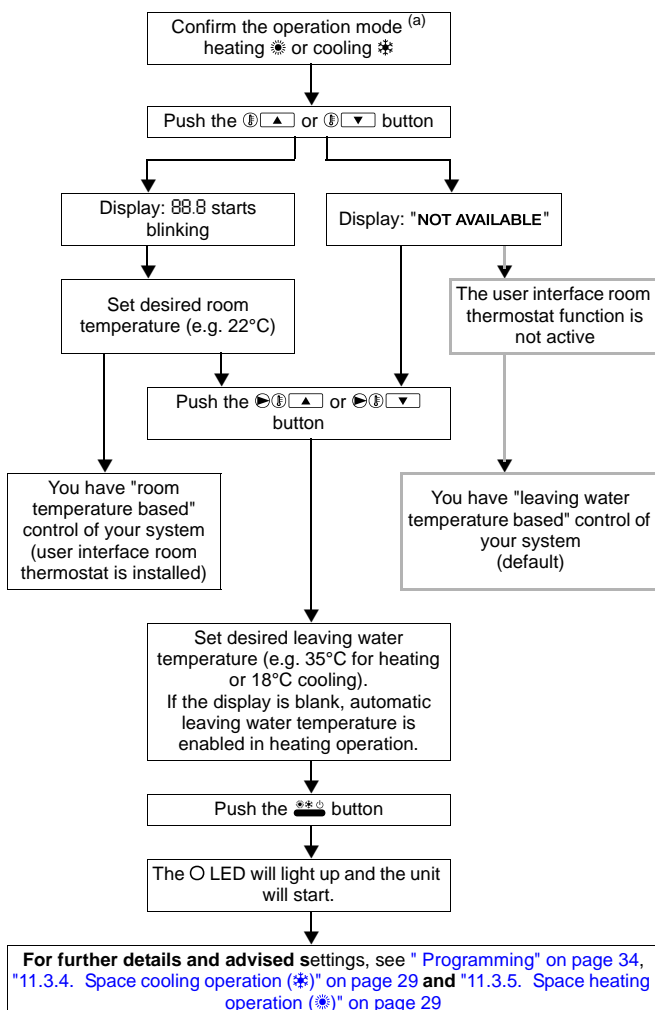 Confirm the operation mode (a)
heating ☀ or cooling ❄
Push the ▲ or ▼ button
Display: 88.8 starts
blinking
Display: "NOT AVAILABLE"
Set desired room
temperature (e.g. 22°C)
The user interface room
thermostat function is
not active
Push the ▲ or ▼
button
You have "room
temperature based"
control of your system
(user interface room
thermostat is installed)
You have "leaving water
temperature based" control of
your system
(default)
Set desired leaving water
temperature (e.g. 35°C for heating
or 18°C cooling).
If the display is blank, automatic
leaving water temperature is
enabled in heating operation.
Push the button
The LED will light up and the unit
will start.
For further details and advised settings, see " Programming" on page 34,
"11.3.4. Space cooling operation (❄)" on page 29 and "11.3.5. Space heating
operation (☀)" on page 29